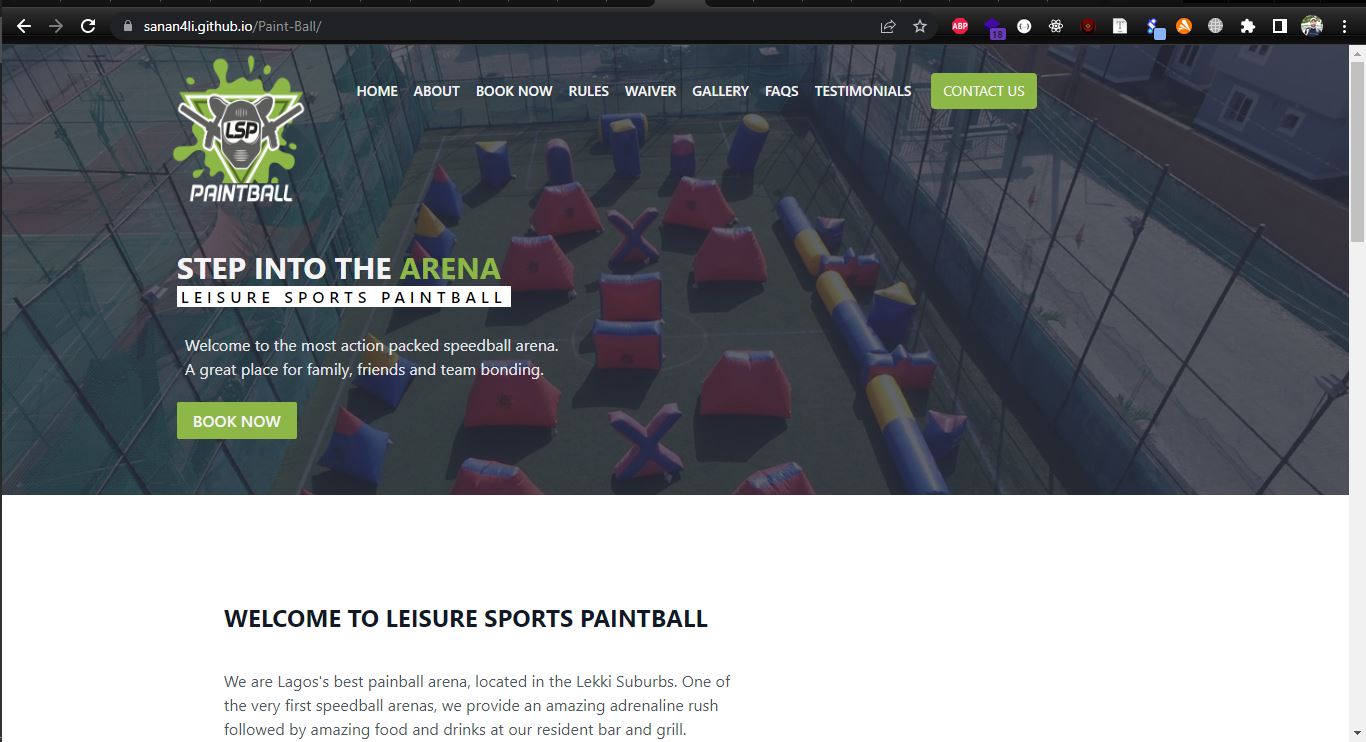 sanan4li.github.io/Paint-Ball/
ABP
18
T
LSP
PAINTBALL
HOME ABOUT BOOK NOW RULES WAIVER GALLERY FAQS TESTIMONIALS CONTACT US
STEP INTO THE ARENA
LEISURE SPORTS PAINTBALL
Welcome to the most action packed speedball arena.
A great place for family, friends and team bonding.
BOOK NOW
WELCOME TO LEISURE SPORTS PAINTBALL
We are Lagos's best painball arena, located in the Lekki Suburbs. One of
the very first speedball arenas, we provide an amazing adrenaline rush
followed by amazing food and drinks at our resident bar and grill.